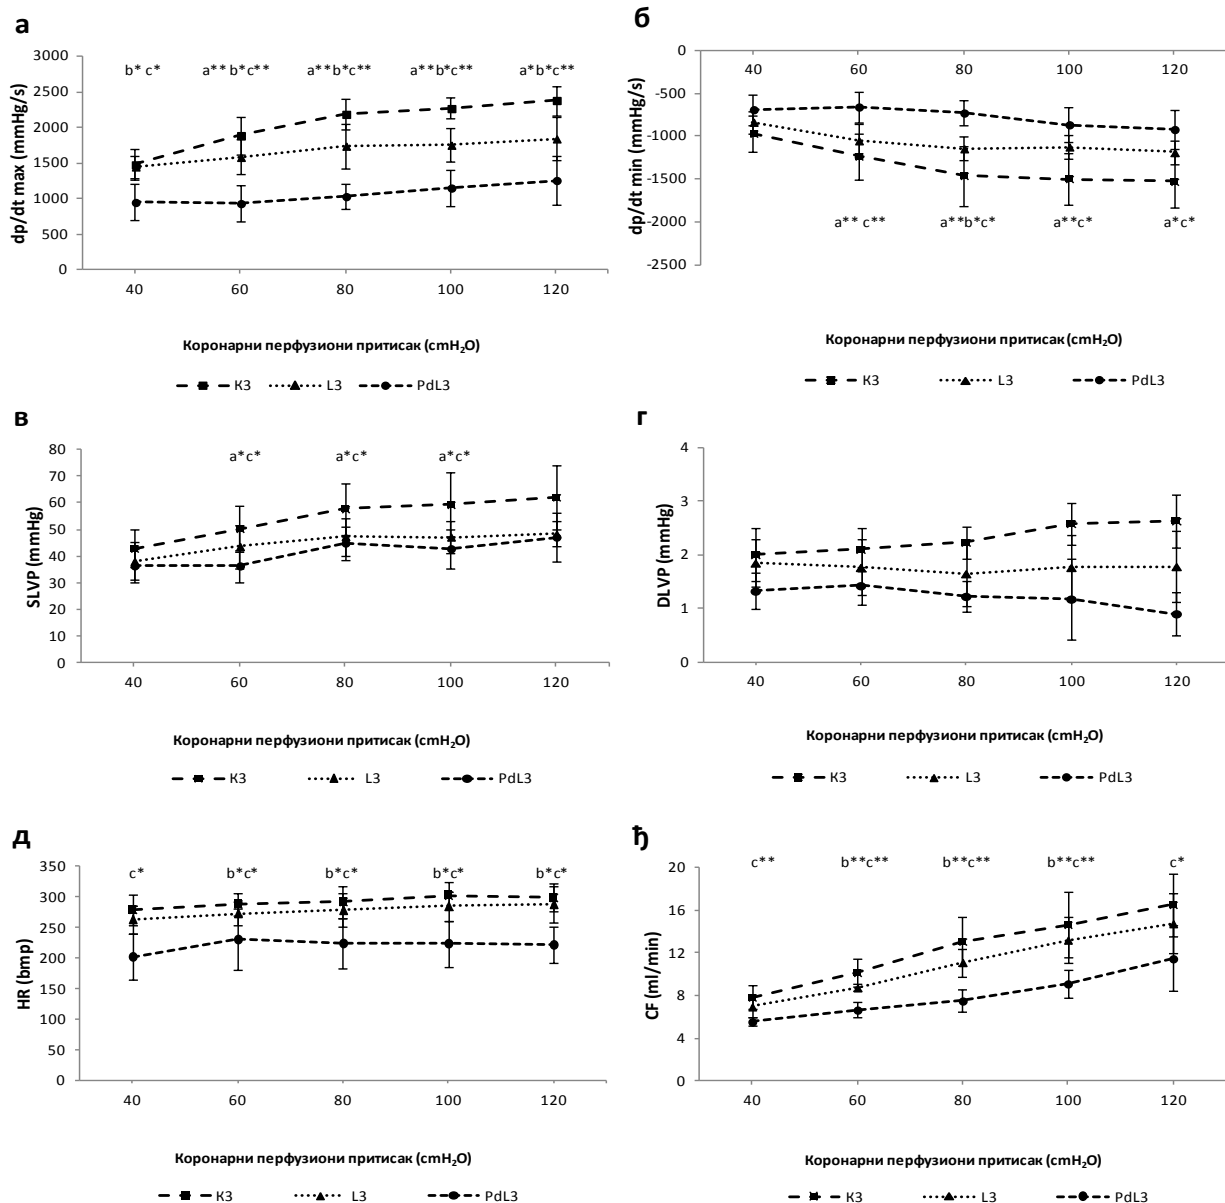 а
dp/dt max (mmHg/s)
3000
2500
2000
1500
1000
500
0
b* c*
a**b*c**
a**b*c**
a**b*c**
a*b*c**
40
60
80
100
120
Коронарни перфузиони притисак (cmH₂O)
К3
L3
PdL3
б
dp/dt min (mmHg/s)
0
-500
-1000
-1500
-2000
-2500
40
60
80
100
120
a** c**
a**b*c*
a**c*
a*c*
Коронарни перфузиони притисак (cmH₂O)
К3
L3
PdL3
в
SLVP (mmHg)
80
70
60
50
40
30
20
10
0
a*c*
a*c*
a*c*
40
60
80
100
120
Коронарни перфузиони притисак (cmH₂O)
К3
L3
PdL3
г
DLVP (mmHg)
4
3
2
1
0
40
60
80
100
120
Коронарни перфузиони притисак (cmH₂O)
К3
L3
PdL3
д
HR (bmp)
350
300
250
200
150
100
50
0
c*
b*c*
b*c*
b*c*
b*c*
40
60
80
100
120
Коронарни перфузиони притисак (cmH₂O)
К3
L3
PdL3
ђ
CF (ml/min)
20
16
12
8
4
0
c**
b**c**
b**c**
b**c**
c*
40
60
80
100
120
Коронарни перфузиони притисак (cmH₂O)
К3
L3
PdL3